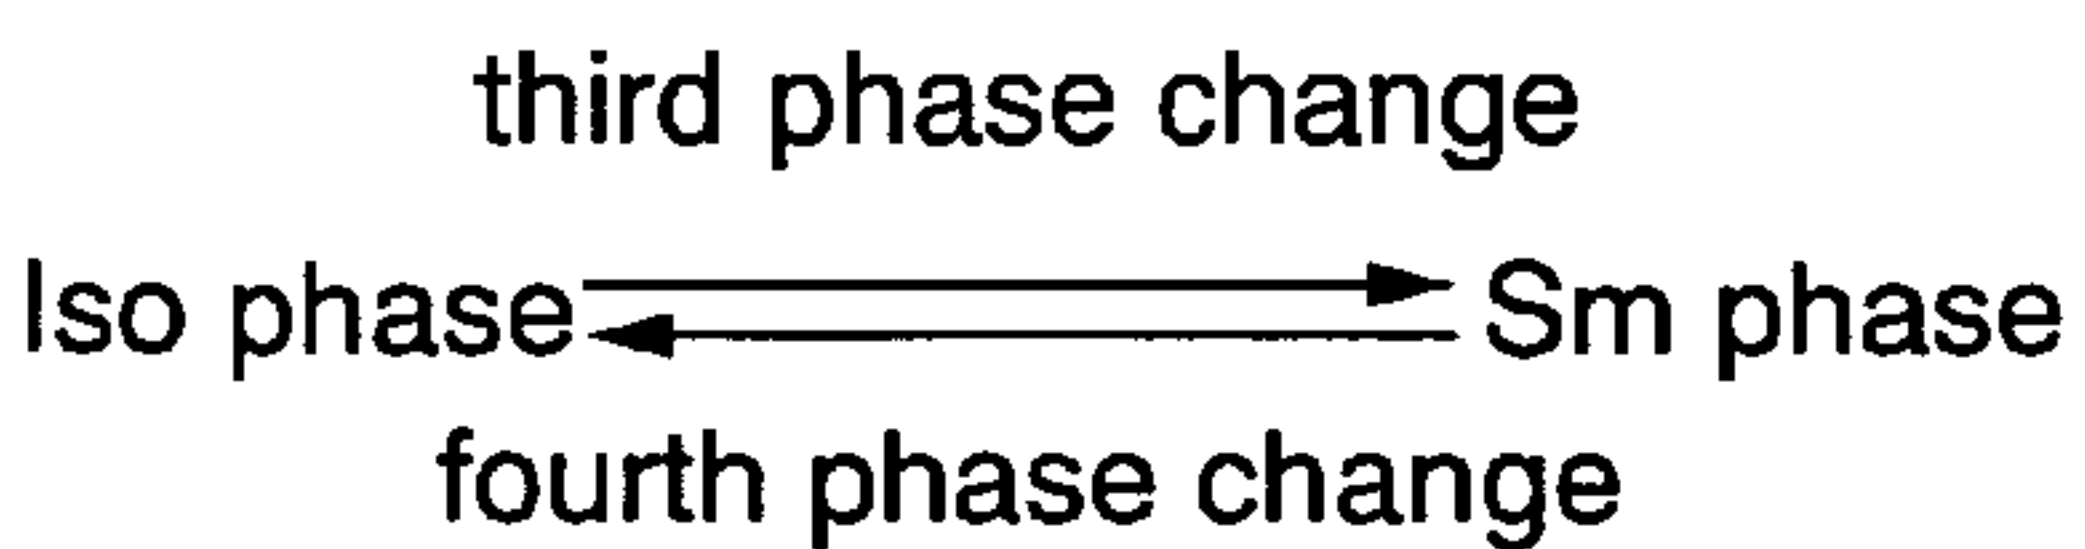 third phase change
Iso phase Sm phase
fourth phase change